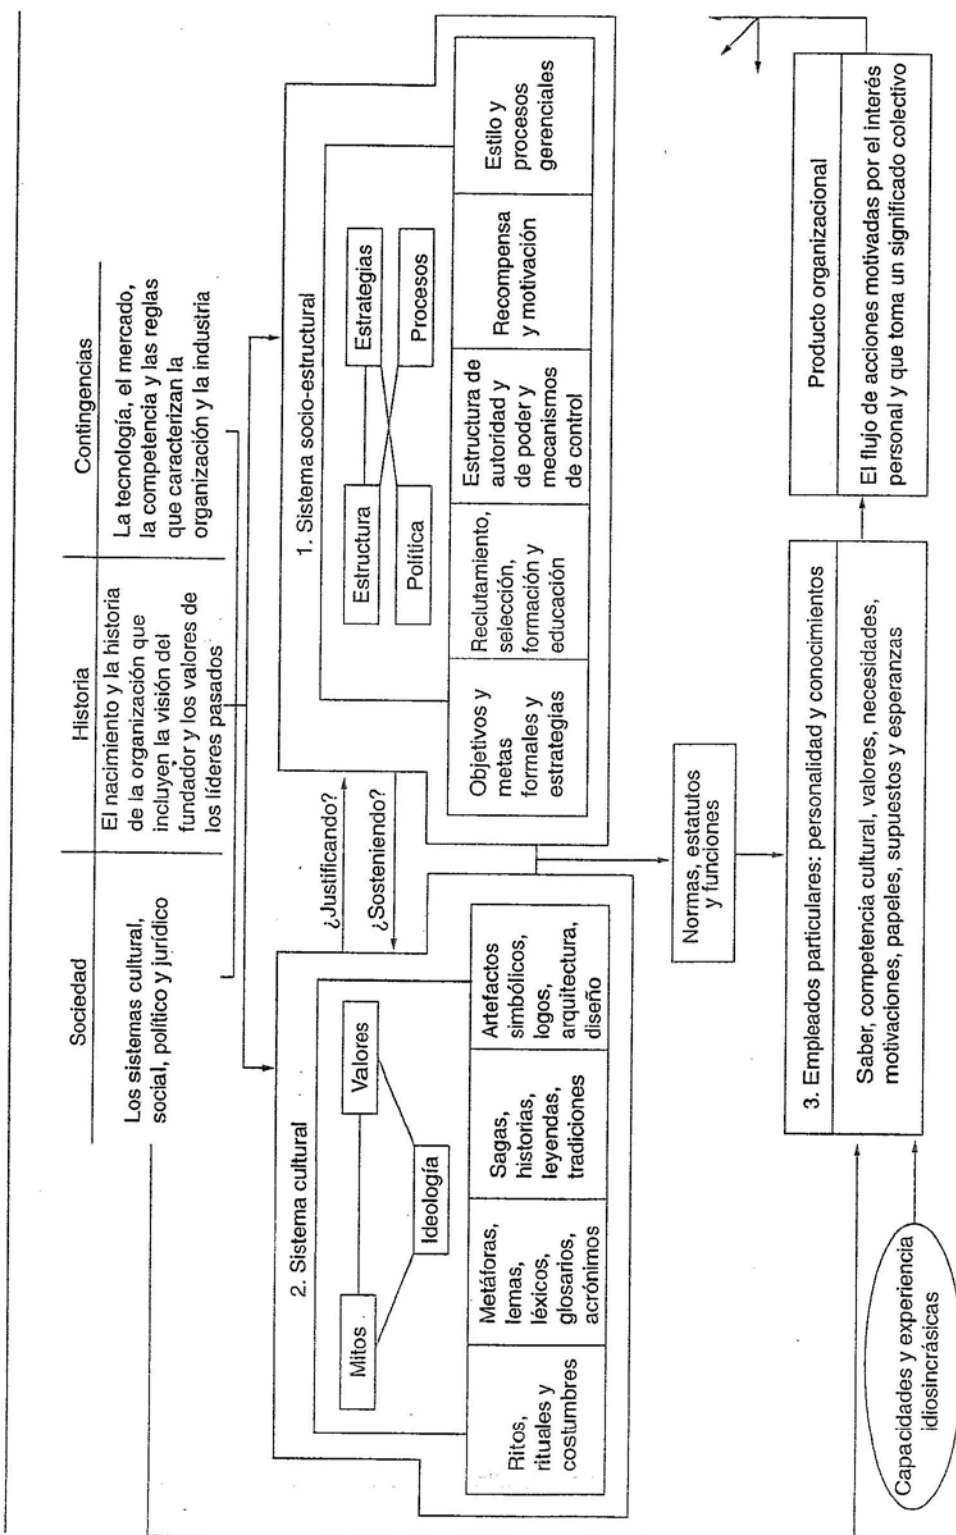 Sociedad
Los sistemas cultural,
social, político y jurídico
Historia
El nacimiento y la historia
de la organización que
incluyen la visión del
fundador y los valores de
los líderes pasados
Contingencias
La tecnología, el mercado,
la competencia y las reglas
que caracterizan la
organización y la industria
2. Sistema cultural
Mitos
Valores
Ideología
Ritos,
rituales y
costumbres
Metáforas,
lemas,
léxicos,
glosarios,
acrónimos
Sagas,
historias,
leyendas,
tradiciones
Artefactos
simbólicos,
logos,
arquitectura,
diseño
¿Justificando?
¿Sosteniendo?
1. Sistema socio-estructural
Estructura
Estrategias
Política
Procesos
Objetivos y
metas
formales y
estrategias
Reclutamiento,
selección,
formación y
educación
Estructura de
autoridad y
de poder y
mecanismos
de control
Recompensa
y motivación
Estilo y
procesos
gerenciales
Normas, estatutos
y funciones
3. Empleados particulares: personalidad y conocimientos
Saber, competencia cultural, valores, necesidades,
motivaciones, papeles, supuestos y esperanzas
Capacidades y experiencia
idiosincrásicas
Producto organizacional
El flujo de acciones motivadas por el interés
personal y que toma un significado colectivo